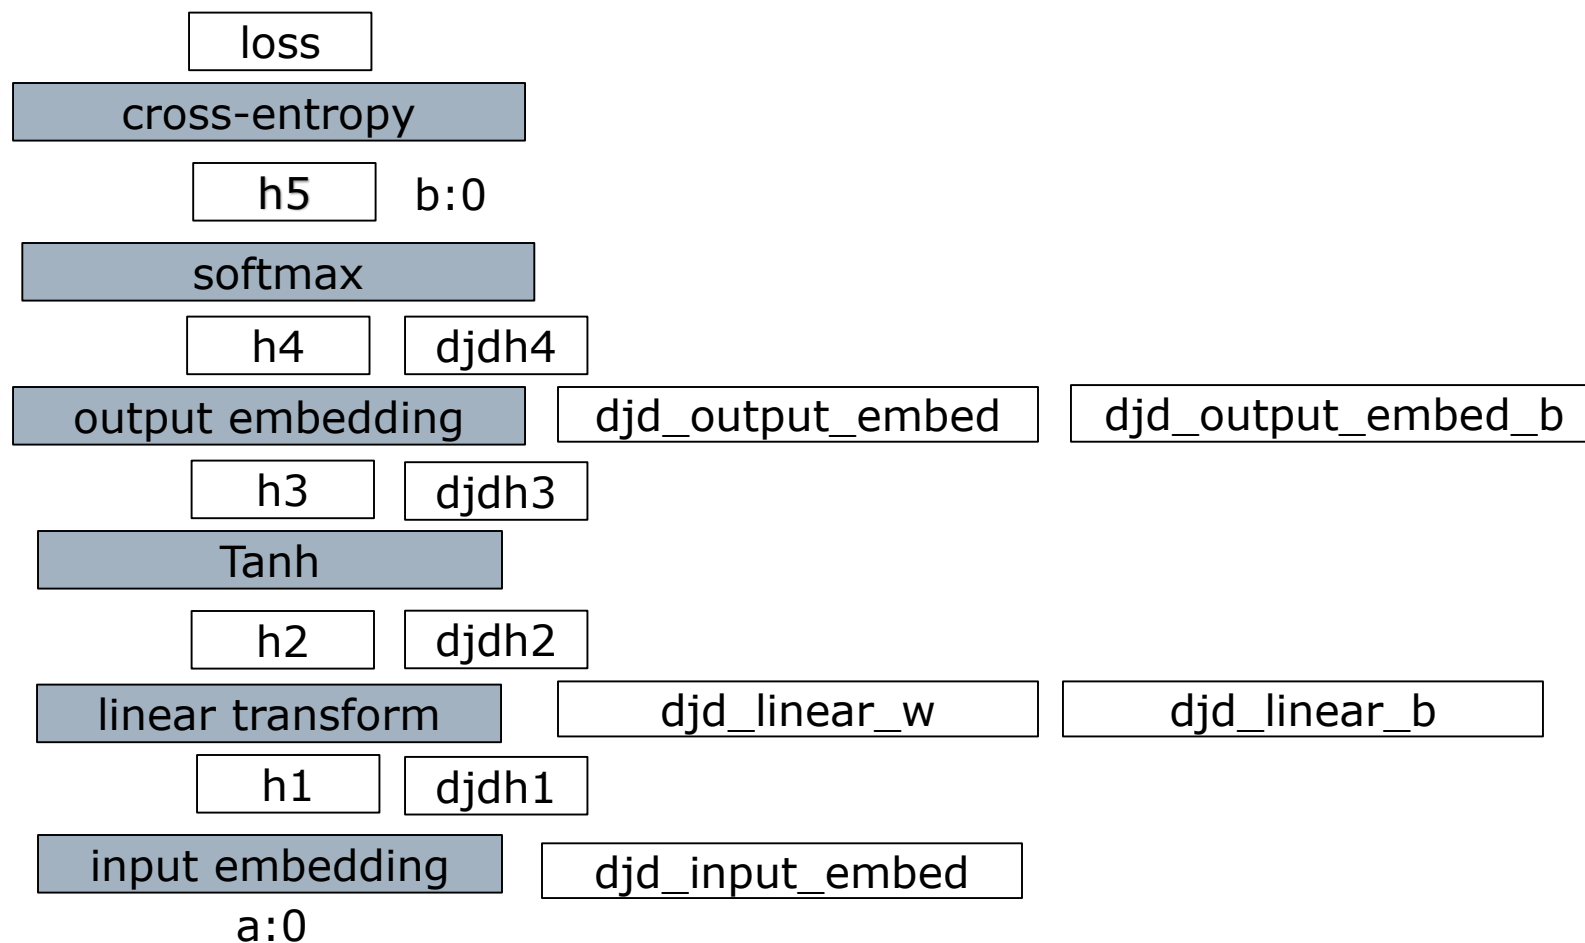 loss
cross-entropy
h5 b:0
softmax
h4 djdh4
output embedding djd_output_embed djd_output_embed_b
h3 djdh3
Tanh
h2 djdh2
linear transform djd_linear_w djd_linear_b
h1 djdh1
input embedding djd_input_embed
a:0